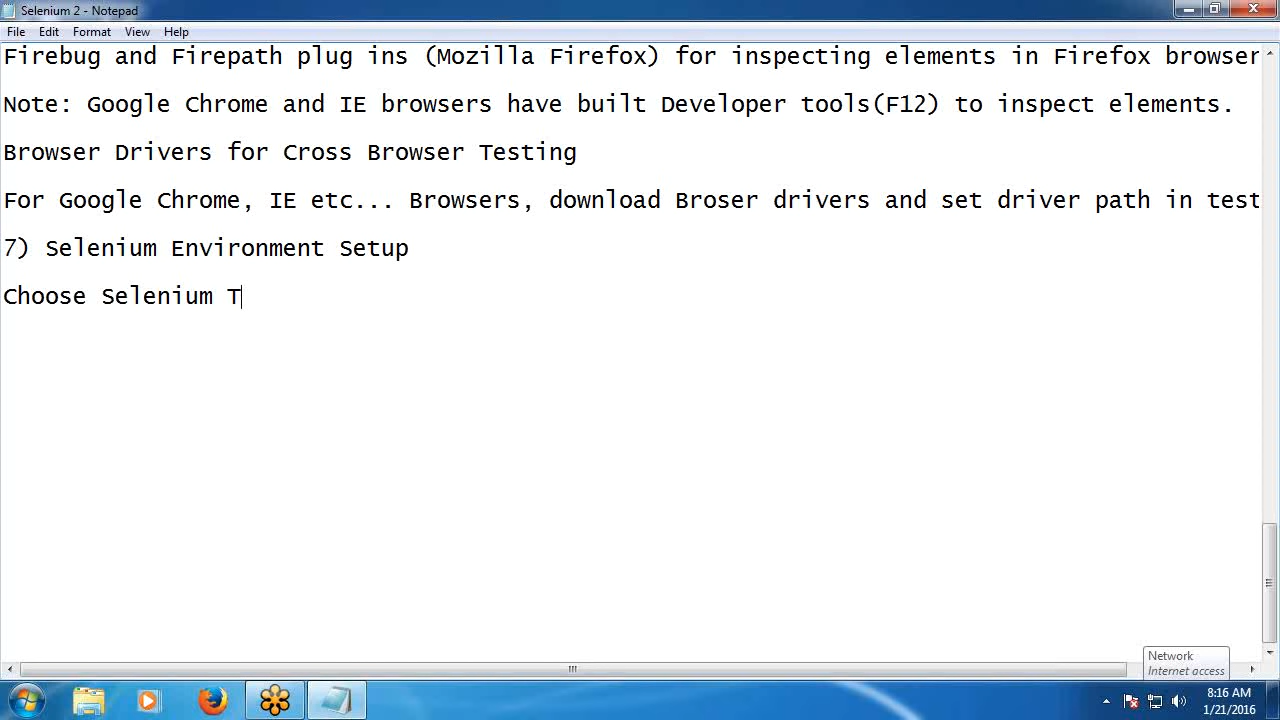 Selenium 2 - Notepad
File Edit Format View Help
Firebug and Firepath plug ins (Mozilla Firefox) for inspecting elements in Firefox browser
Note: Google Chrome and IE browsers have built Developer tools(F12) to inspect elements.
Browser Drivers for Cross Browser Testing
For Google Chrome, IE etc... Browsers, download Broser drivers and set driver path in test
7) Selenium Environment Setup
Choose Selenium T
Network
Internet access
8:16 AM
1/21/2016